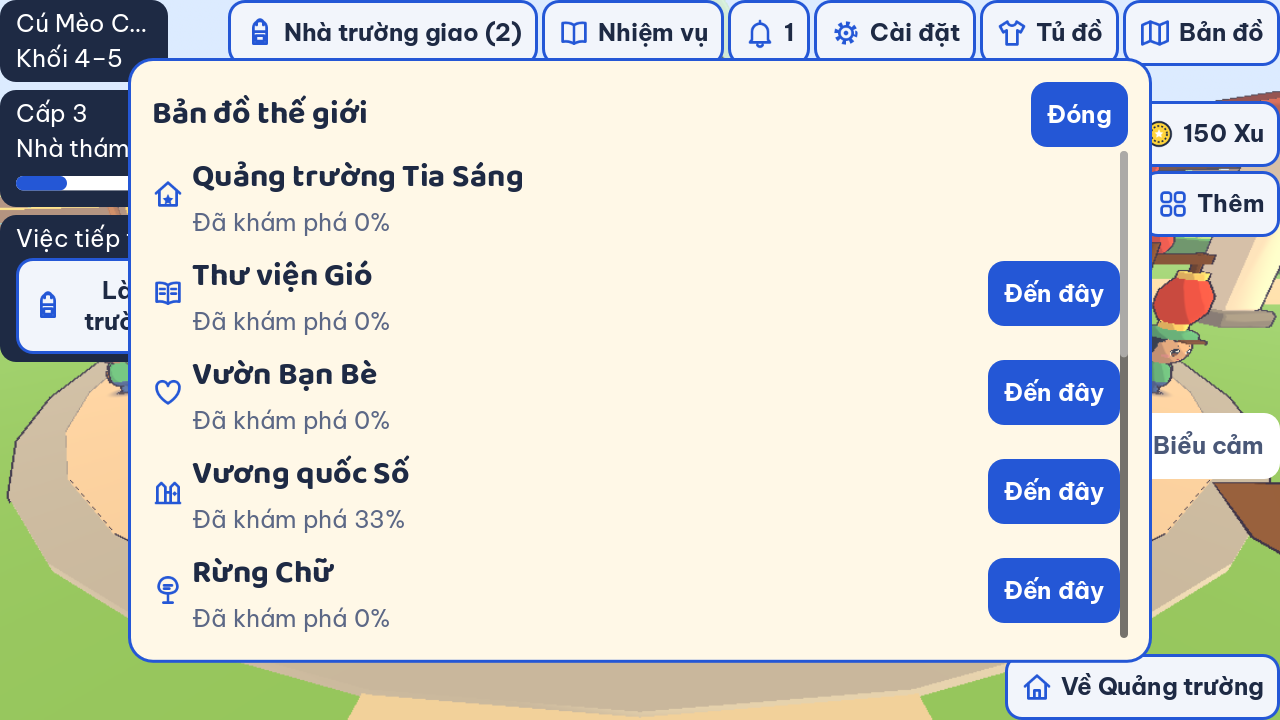 Cú Mèo C...
Khối 4–5
Nhà trường giao (2)
Nhiệm vụ
1
Cài đặt
Tủ đồ
Bản đồ
Cấp 3
Nhà thám
150 Xu
Thêm
Việc tiếp
Bản đồ thế giới
Đóng
Quảng trường Tia Sáng
Đã khám phá 0%
Thư viện Gió
Đã khám phá 0%
Đến đây
Vườn Bạn Bè
Đã khám phá 0%
Đến đây
Vương quốc Số
Đã khám phá 33%
Đến đây
Rừng Chữ
Đã khám phá 0%
Đến đây
Biểu cảm
Về Quảng trường